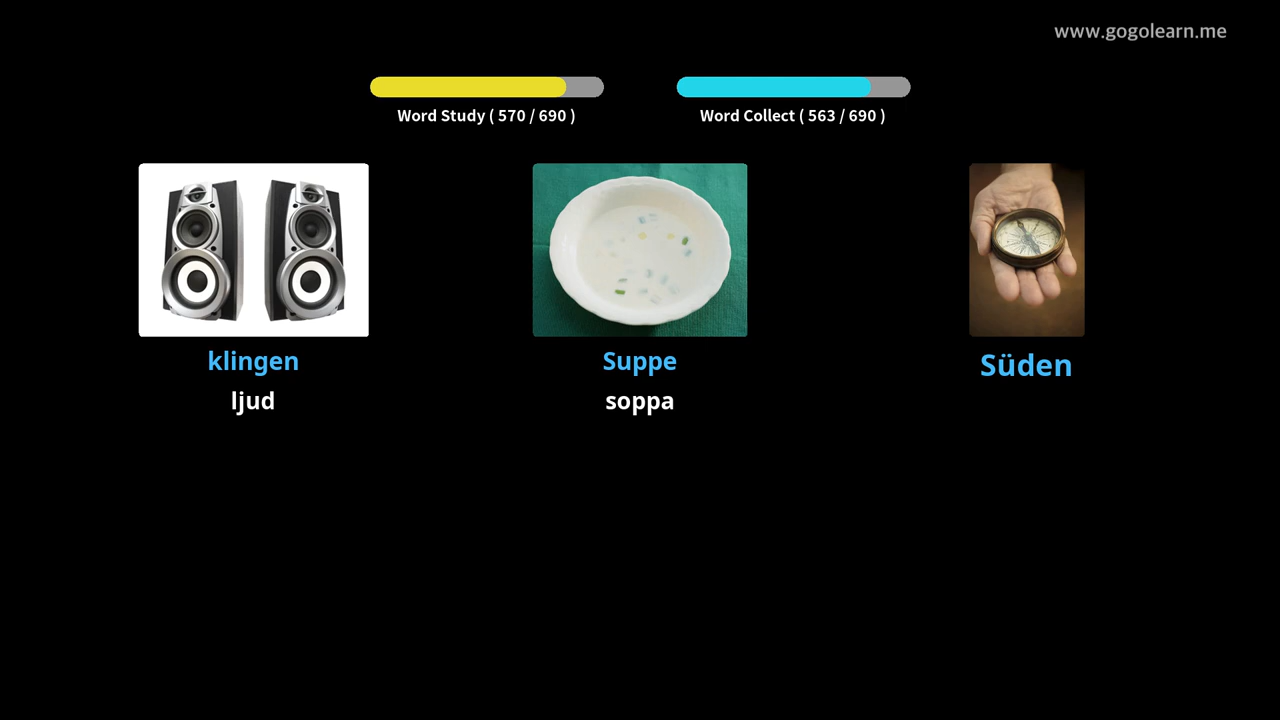 www.gogolearn.me
Word Study ( 570 / 690 )
Word Collect ( 563 / 690 )
klingen
ljud
Suppe
soppa
Süden